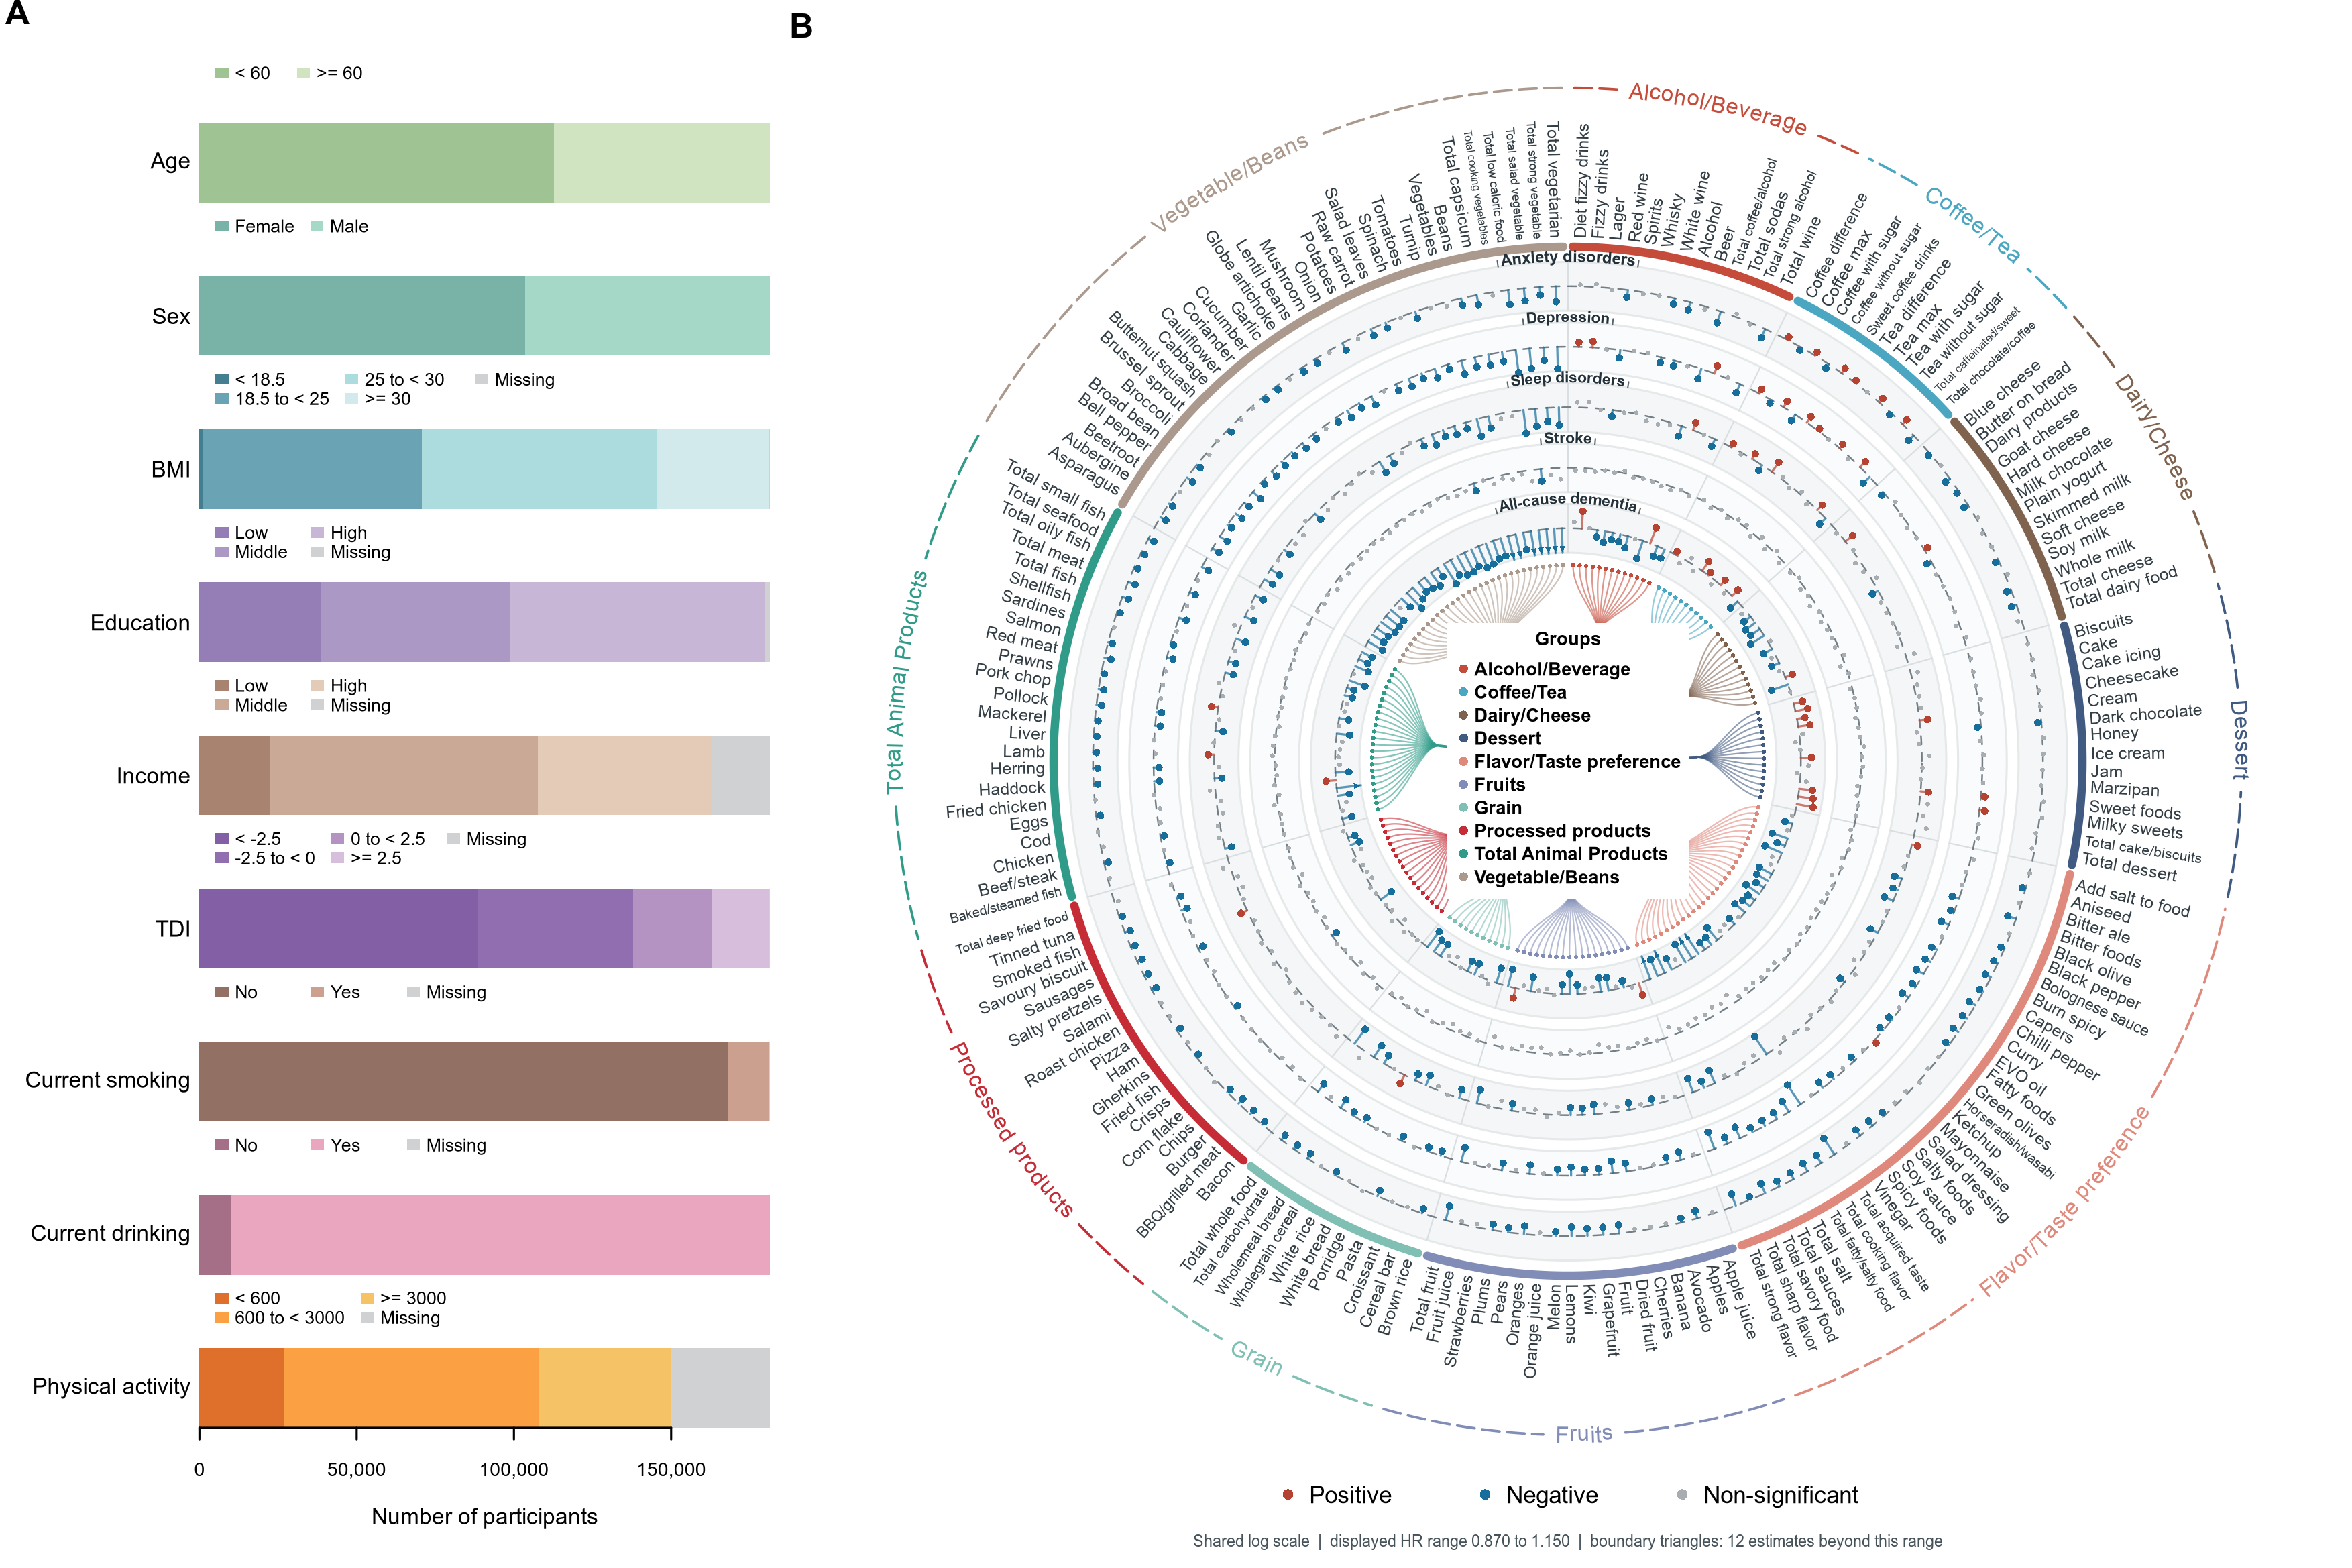 A
< 60 >= 60
Age
Female Male
Sex
< 18.5 25 to < 30 Missing
18.5 to < 25 >= 30
BMI
Low High
Middle Missing
Education
Low High
Middle Missing
Income
< -2.5 0 to < 2.5 Missing
-2.5 to < 0 >= 2.5
TDI
No Yes Missing
Current smoking
No Yes Missing
Current drinking
< 600 >= 3000
600 to < 3000 Missing
Physical activity
0 50,000 100,000 150,000
Number of participants
B
Alcohol/Beverage
Coffee/Tea
Dairy/Cheese
Dessert
Flavor/Taste preference
Fruits
Grain
Processed products
Total Animal Products
Vegetable/Beans
Diet fizzy drinks
Fizzy drinks
Lager
Red wine
Spirits
Whisky
White wine
Alcohol
Beer
Total coffee/alcohol
Total sodas
Total strong alcohol
Total wine
Coffee difference
Coffee max
Coffee with sugar
Coffee without sugar
Sweet coffee drinks
Tea difference
Tea max
Tea with sugar
Tea without sugar
Total caffeinated/sweet
Total chocolate/coffee
Blue cheese
Butter on bread
Dairy products
Goat cheese
Hard cheese
Milk chocolate
Plain yogurt
Skimmed milk
Soft cheese
Soy milk
Whole milk
Total cheese
Total dairy food
Biscuits
Cake
Cake icing
Cheesecake
Cream
Dark chocolate
Honey
Ice cream
Jam
Marzipan
Sweet foods
Milky sweets
Total cake/biscuits
Total dessert
Add salt to food
Aniseed
Bitter ale
Bitter foods
Black olive
Black pepper
Bolognese sauce
Burn spicy
Capers
Chilli pepper
Curry
EVO oil
Fatty foods
Green olives
Horseradish/wasabi
Ketchup
Mayonnaise
Salad dressing
Salty foods
Soy sauce
Spicy foods
Vinegar
Total acquired taste
Total cooking flavor
Total fatty/salty food
Total salt
Total sauces
Total savory food
Total sharp flavor
Total strong flavor
Apple juice
Apples
Avocado
Banana
Cherries
Dried fruit
Fruit
Grapefruit
Kiwi
Lemons
Melon
Orange juice
Oranges
Pears
Plums
Strawberries
Fruit juice
Total fruit
Brown rice
Cereal bar
Croissant
Pasta
Porridge
White bread
White rice
Wholegrain cereal
Wholemeal bread
Total carbohydrate
Total whole food
Bacon
BBQ/grilled meat
Burger
Chips
Corn flake
Crisps
Fried fish
Gherkins
Ham
Pizza
Roast chicken
Salami
Salty pretzels
Sausages
Savoury biscuit
Smoked fish
Tinned tuna
Total deep fried food
Baked/steamed fish
Beef/steak
Chicken
Cod
Eggs
Fried chicken
Haddock
Herring
Lamb
Liver
Mackerel
Pollock
Pork chop
Prawns
Red meat
Salmon
Sardines
Shellfish
Total fish
Total meat
Total oily fish
Total seafood
Total small fish
Asparagus
Aubergine
Beetroot
Bell pepper
Broad bean
Broccoli
Brussel sprout
Butternut squash
Cabbage
Cauliflower
Coriander
Cucumber
Garlic
Globe artichoke
Lentil beans
Mushroom
Onion
Potatoes
Raw carrot
Salad leaves
Spinach
Tomatoes
Turnip
Vegetables
Beans
Total capsicum
Total cooking vegetables
Total low caloric food
Total salad vegetable
Total strong vegetable
Total vegetarian
Anxiety disorders
Depression
Sleep disorders
Stroke
All-cause dementia
Groups
Alcohol/Beverage
Coffee/Tea
Dairy/Cheese
Dessert
Flavor/Taste preference
Fruits
Grain
Processed products
Total Animal Products
Vegetable/Beans
Positive Negative Non-significant
Shared log scale | displayed HR range 0.870 to 1.150 | boundary triangles: 12 estimates beyond this range